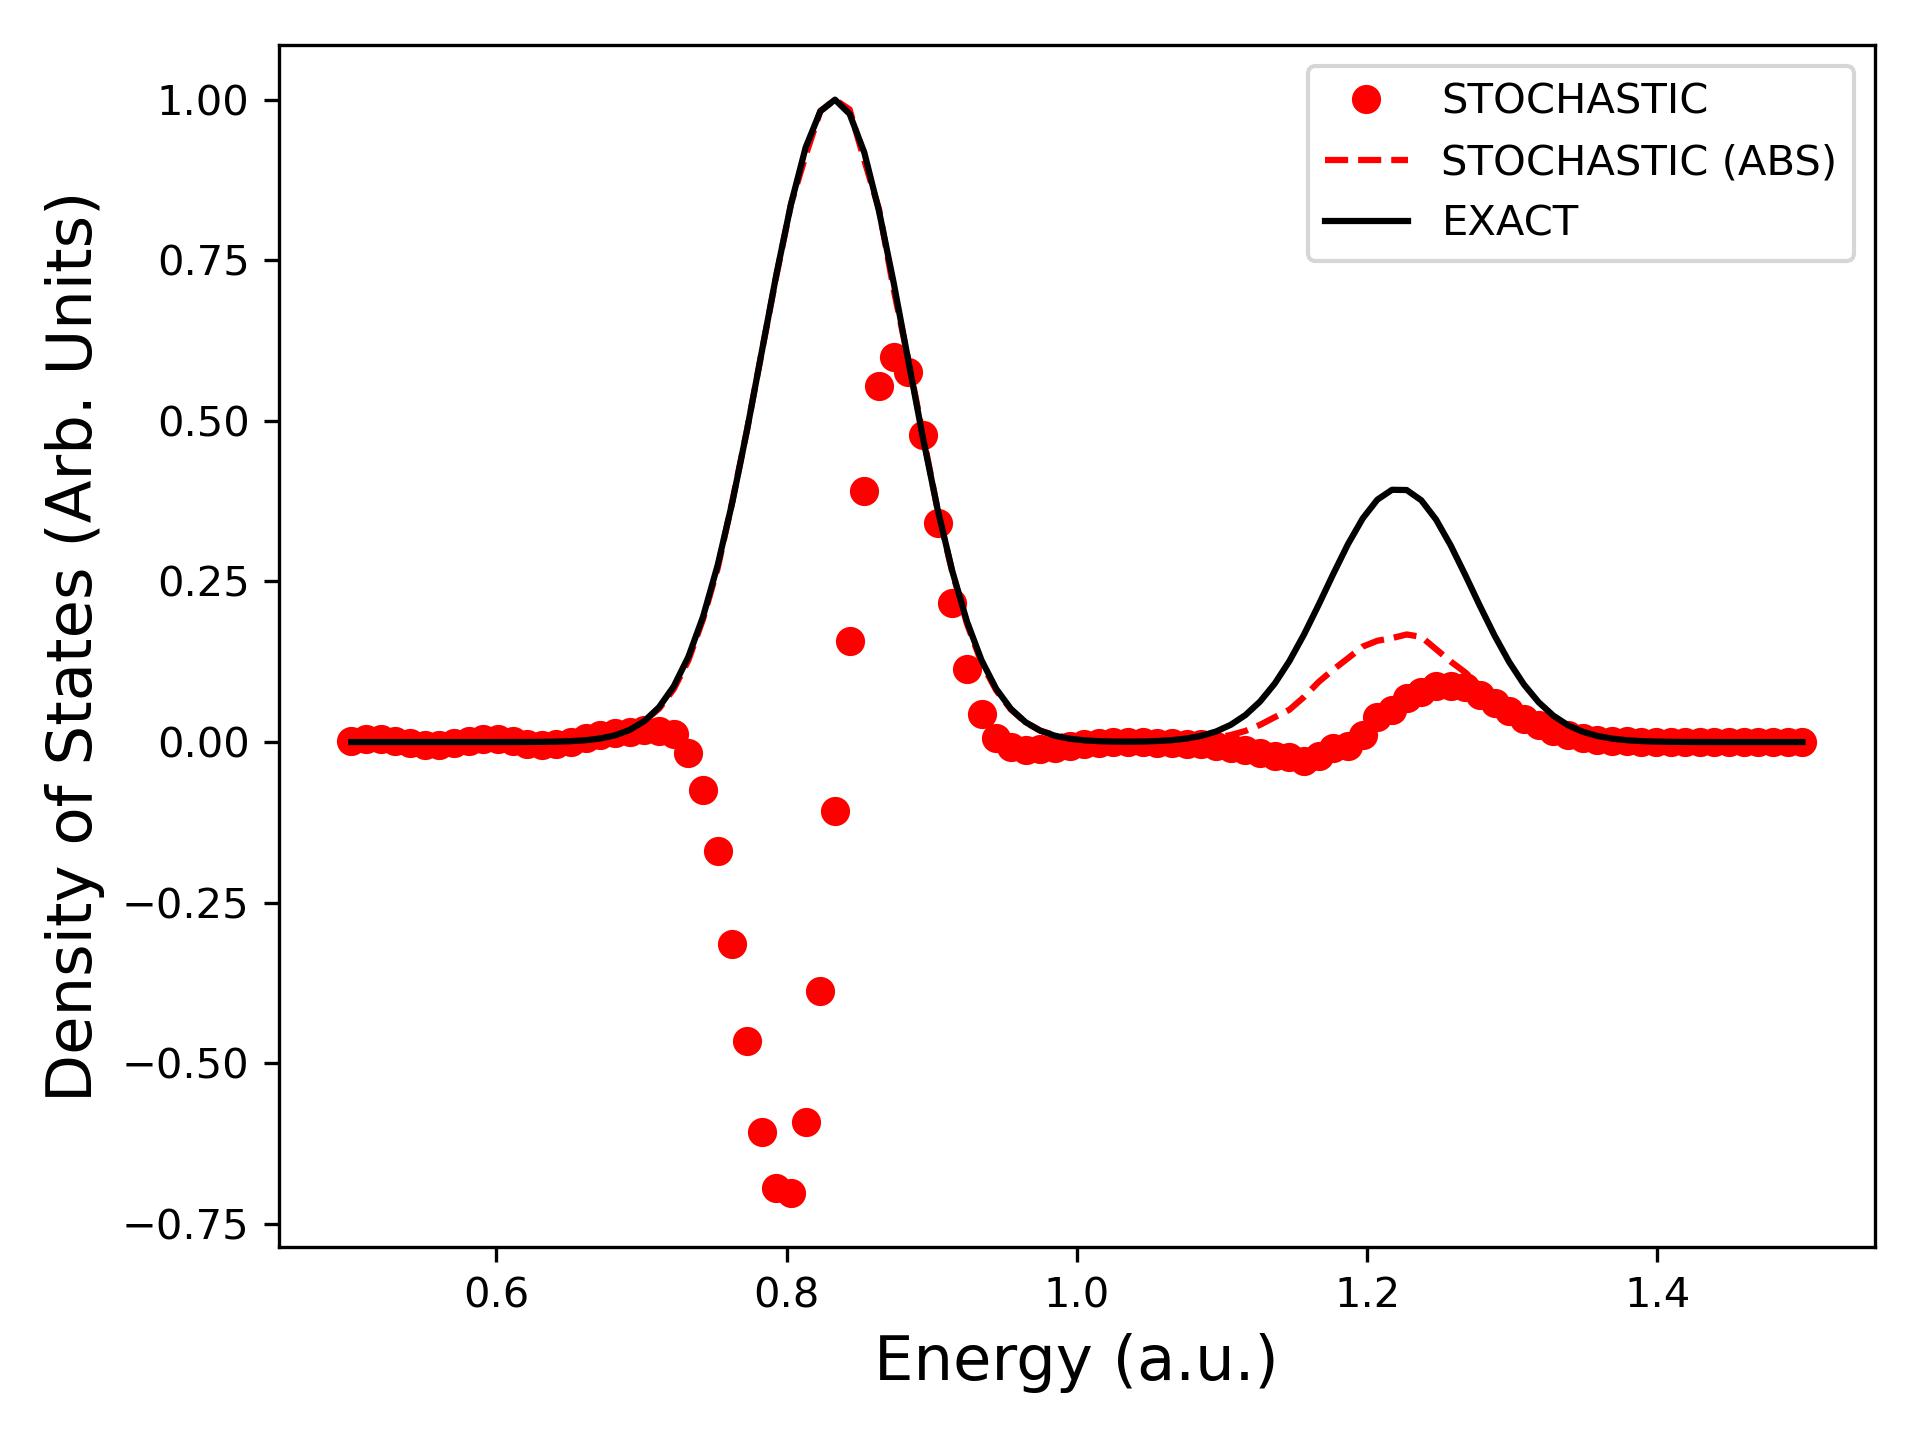 STOCHASTIC
STOCHASTIC (ABS)
EXACT
Density of States (Arb. Units)
1.00
0.75
0.50
0.25
0.00
−0.25
−0.50
−0.75
0.6 0.8 1.0 1.2 1.4
Energy (a.u.)